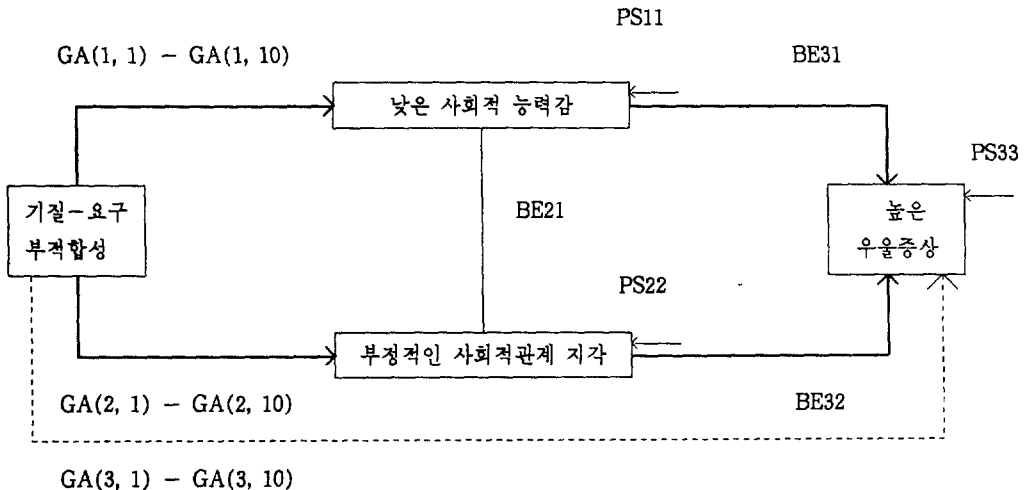 PS11
GA(1, 1) - GA(1, 10)
BE31
낮은 사회적 능력감
PS33
기질-요구
부적합성
BE21
높은
우울증상
PS22
부정적인 사회적관계 지각
GA(2, 1) - GA(2, 10)
BE32
GA(3, 1) - GA(3, 10)